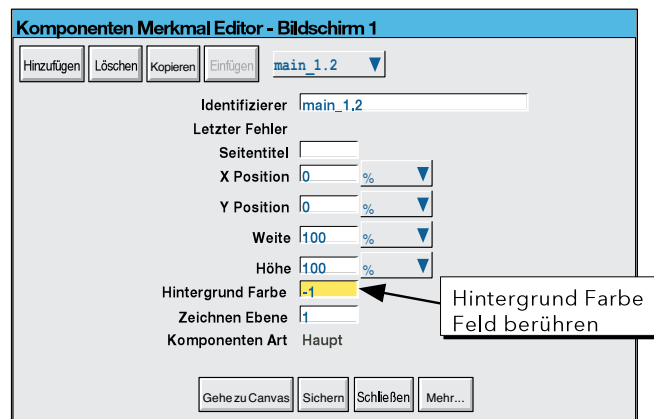 Komponenten Merkmal Editor - Bildschirm 1
Hinzufügen Löschen Kopieren Einfügen main_1.2
Identifizierer main_1,2
Letzter Fehler
Seitentitel
X Position 0 %
Y Position 0 %
Weite 100 %
Höhe 100 %
Hintergrund Farbe -1
Hintergrund Farbe
Feld berühren
Zeichnen Ebene 1
Komponenten Art Haupt
Gehe zu Canvas Sichern Schließen Mehr...